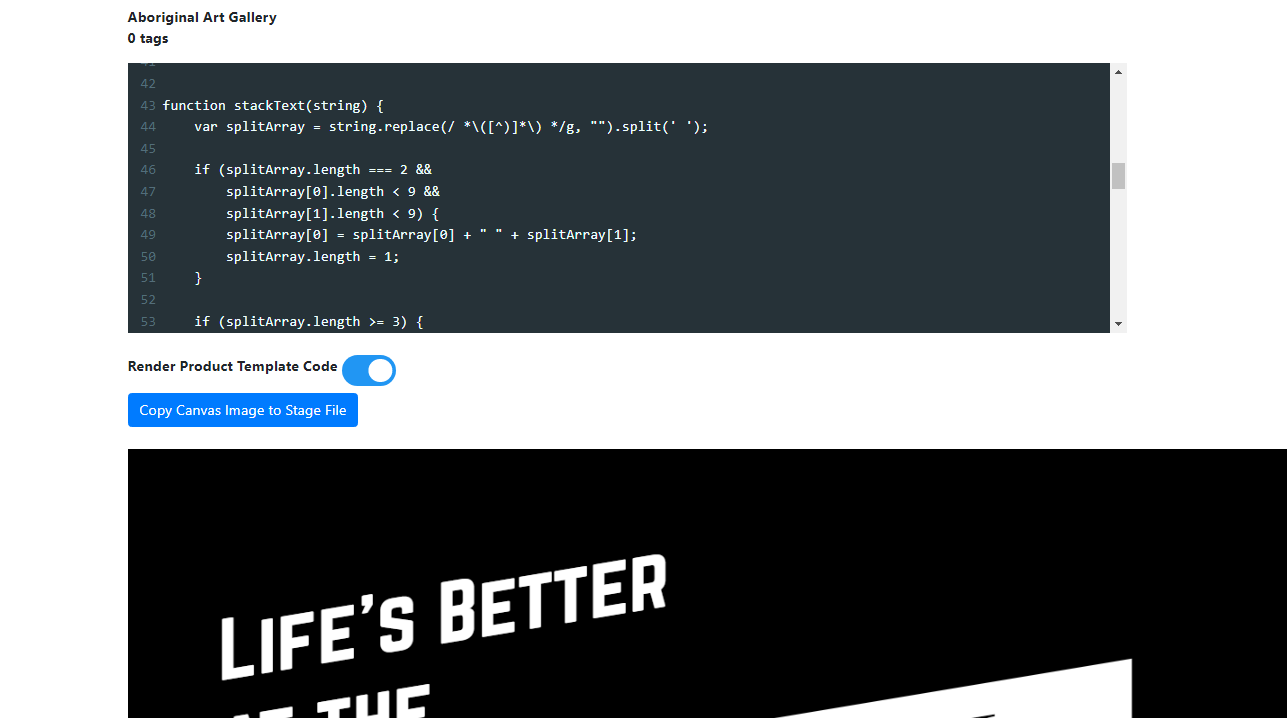 Aboriginal Art Gallery
0 tags
41
42
43 function stackText(string) {
44     var splitArray = string.replace(/ *\([^)]*\) */g, "").split(' ');
45
46     if (splitArray.length === 2 &&
47         splitArray[0].length < 9 &&
48         splitArray[1].length < 9) {
49         splitArray[0] = splitArray[0] + " " + splitArray[1];
50         splitArray.length = 1;
51     }
52
53     if (splitArray.length >= 3) {
Render Product Template Code
Copy Canvas Image to Stage File
LIFE'S BETTER
AT THE